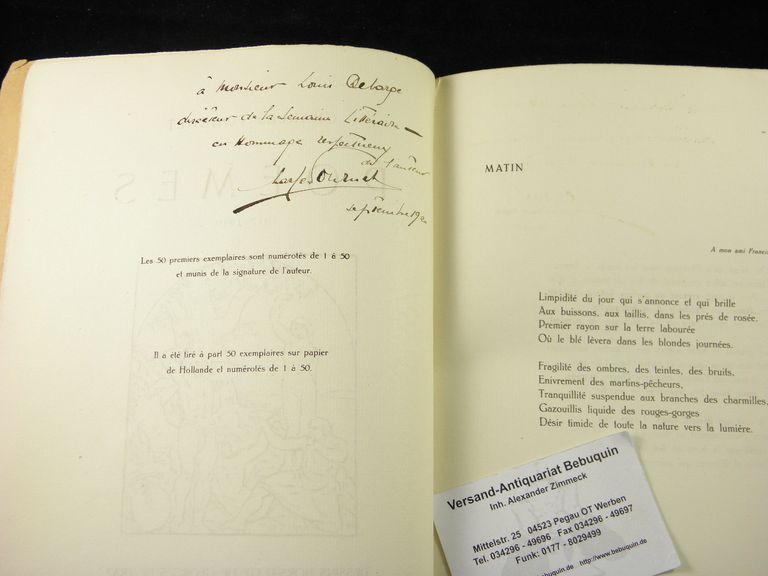 à Monsieur Louis Debarge
directeur de la Semaine Littéraire –
en hommage respectueux
de l'auteur
Charles Ournet
septembre 192
Les 50 premiers exemplaires sont numérotés de 1 à 50
et munis de la signature de l'auteur.
Il a été tiré à part 50 exemplaires sur papier
de Hollande et numérotés de 1 à 50.
POÈMES
MATIN
A mon ami Francis
Limpidité du jour qui s'annonce et qui brille
Aux buissons, aux taillis, dans les prés de rosée,
Premier rayon sur la terre labourée
Où le blé lèvera dans les blondes journées.
Fragilité des ombres, des teintes, des bruits,
Enivrement des martins-pêcheurs,
Tranquillité suspendue aux branches des charmilles,
Gazouillis liquide des rouges-gorges
Désir timide de toute la nature vers la lumière.
Versand-Antiquariat Bebuquin
Inh. Alexander Zimmeck
Mittelstr. 25 04523 Pegau OT Werben
Tel. 034296 - 49696 Fax 034296 - 49697
Funk: 0177 - 8029499
buquin.de http://www.bebuquin.de